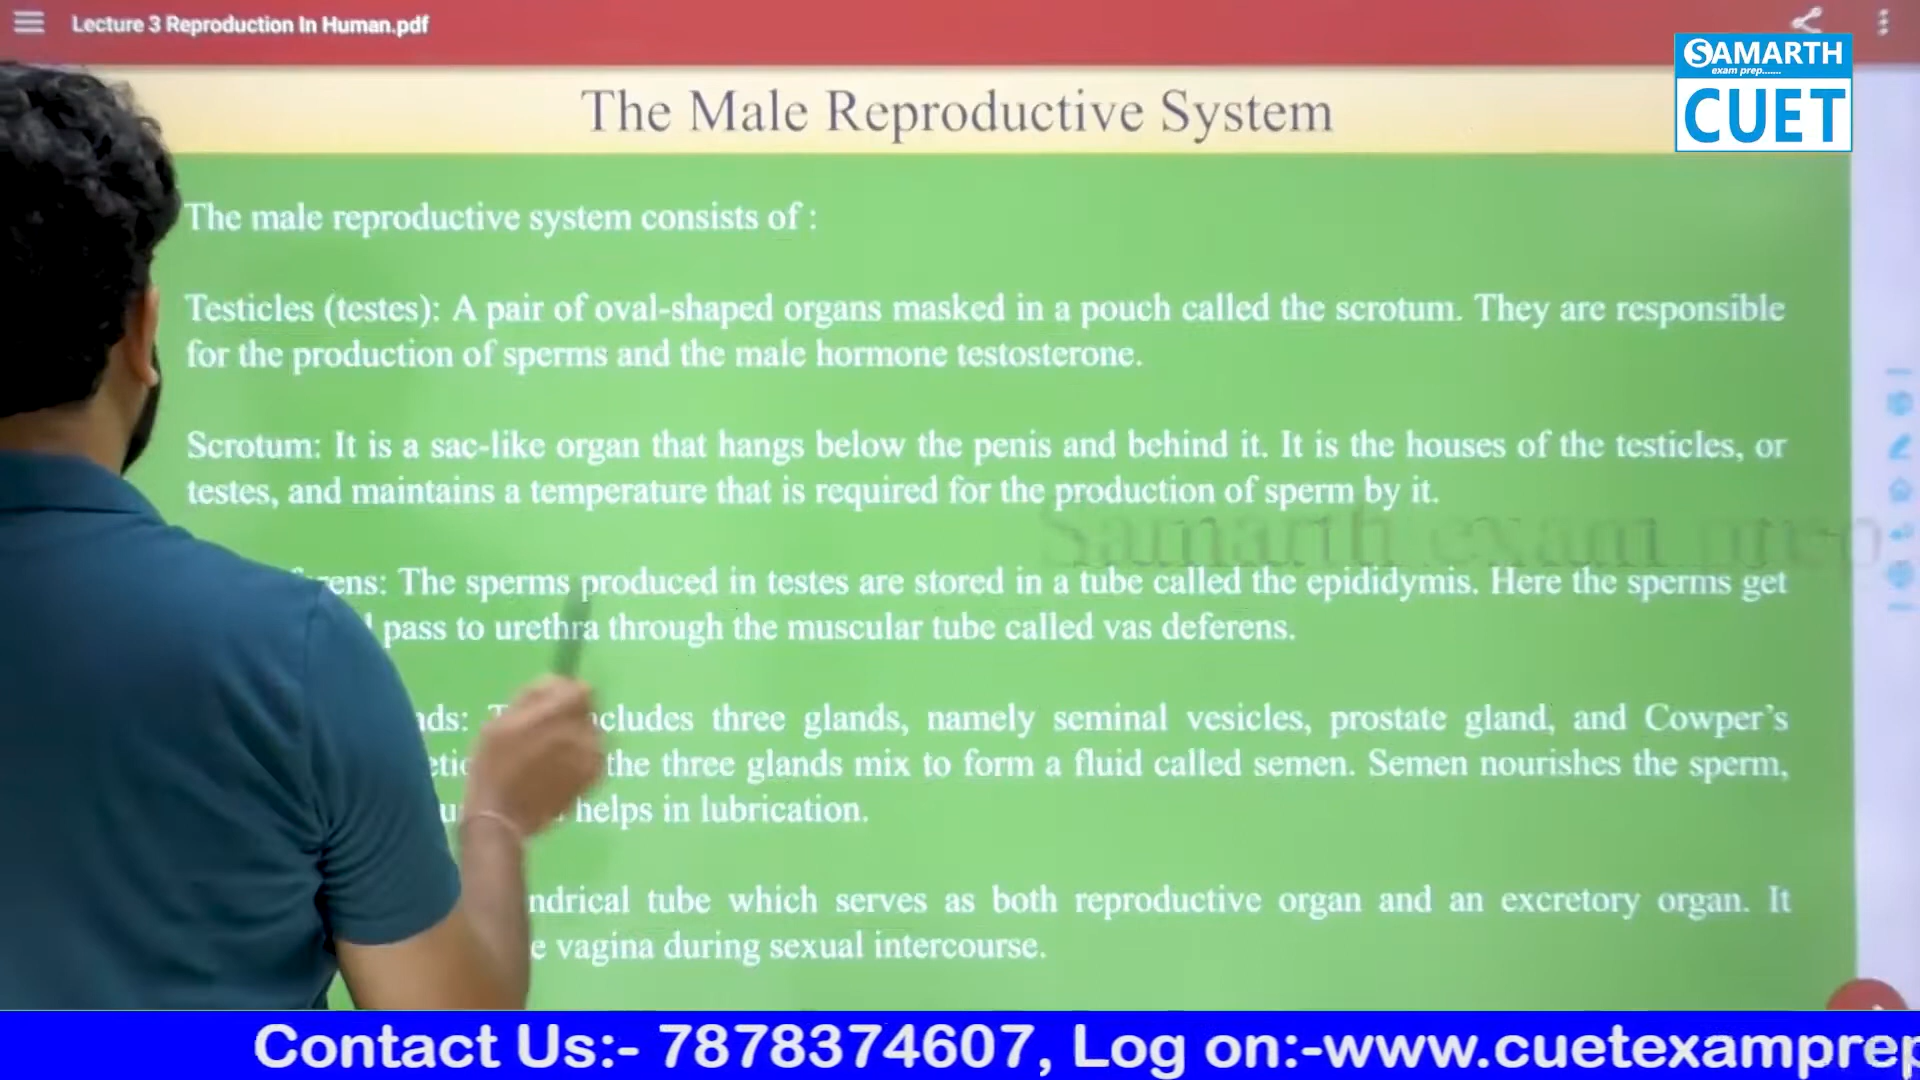 Lecture 3 Reproduction In Human.pdf
SAMARTH
exam prep.......
CUET
The Male Reproductive System
The male reproductive system consists of :
Testicles (testes): A pair of oval-shaped organs masked in a pouch called the scrotum. They are responsible
for the production of sperms and the male hormone testosterone.
Scrotum: It is a sac-like organ that hangs below the penis and behind it. It is the houses of the testicles, or
testes, and maintains a temperature that is required for the production of sperm by it.
Samarth exam prep
The sperms produced in testes are stored in a tube called the epididymis. Here the sperms get
pass to urethra through the muscular tube called vas deferens.
three glands, namely seminal vesicles, prostate gland, and Cowper's
the three glands mix to form a fluid called semen. Semen nourishes the sperm,
helps in lubrication.
tube which serves as both reproductive organ and an excretory organ. It
vagina during sexual intercourse.
Contact Us:- 7878374607, Log on:-www.cuetexamprep